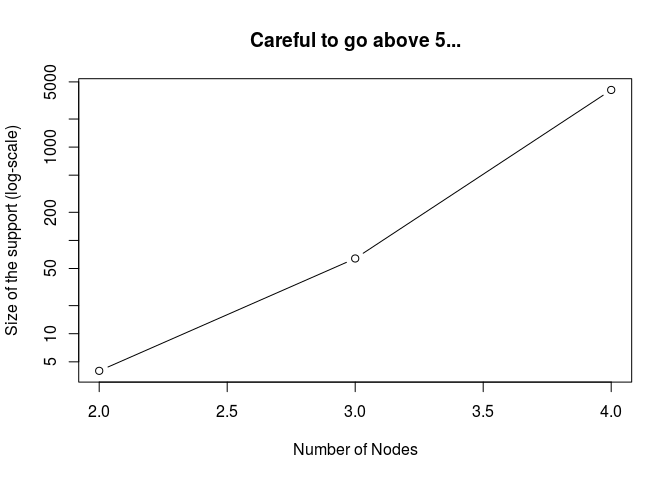 Careful to go above 5...
Size of the support (log-scale)
5000
1000
200
50
10
5
2.0 2.5 3.0 3.5 4.0
Number of Nodes